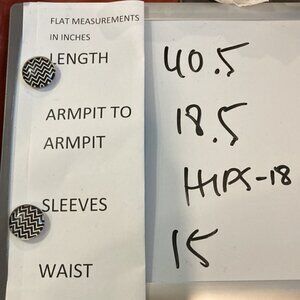 FLAT MEASUREMENTS
IN INCHES
LENGTH
40.5
ARMPIT TO
ARMPIT
18.5
HIPS-18
SLEEVES
15
WAIST